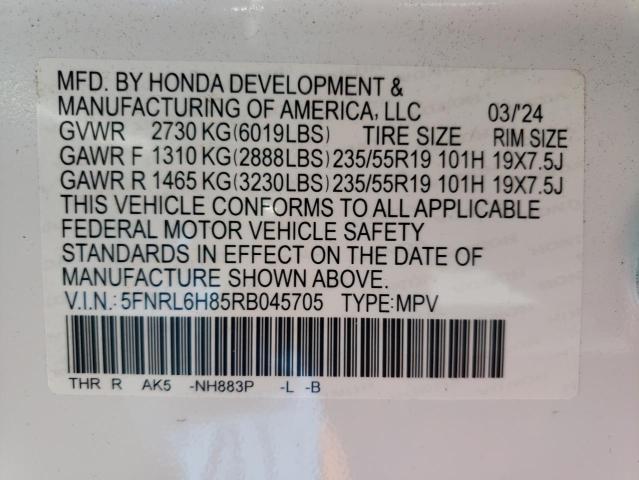 MFD. BY HONDA DEVELOPMENT &
MANUFACTURING OF AMERICA, LLC 03/'24
GVWR 2730 KG(6019LBS) TIRE SIZE RIM SIZE
GAWR F 1310 KG(2888LBS) 235/55R19 101H 19X7.5J
GAWR R 1465 KG(3230LBS) 235/55R19 101H 19X7.5J
THIS VEHICLE CONFORMS TO ALL APPLICABLE
FEDERAL MOTOR VEHICLE SAFETY
STANDARDS IN EFFECT ON THE DATE OF
MANUFACTURE SHOWN ABOVE.
V.I.N.: 5FNRL6H85RB045705 TYPE:MPV
THR R AK5 -NH883P -L -B